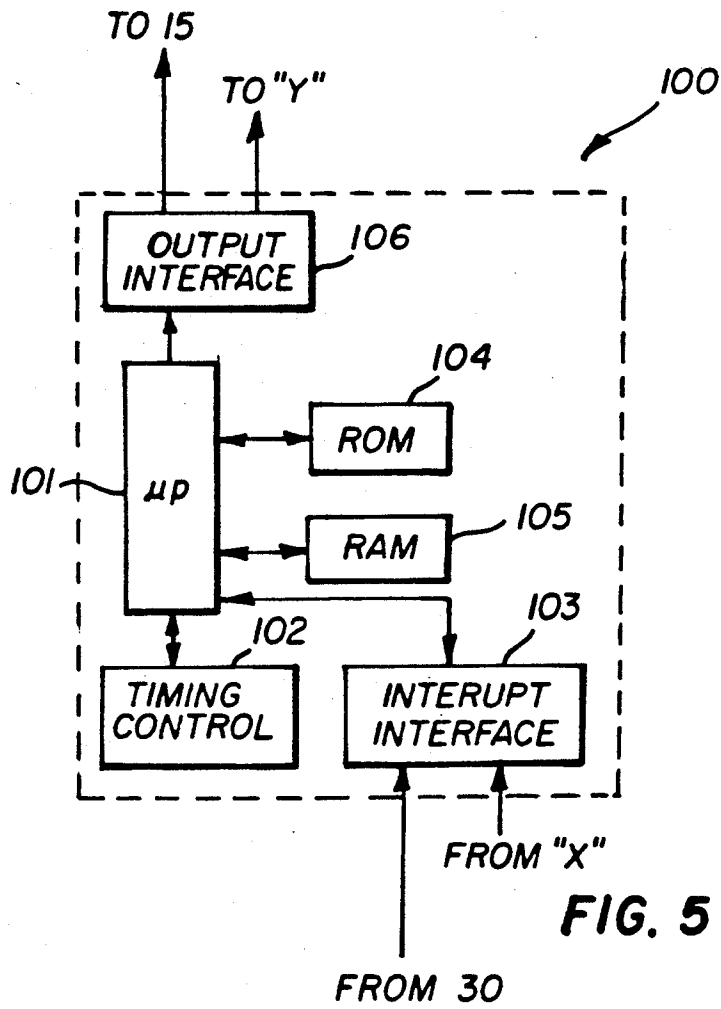 TO 15
TO "Y"
100
OUTPUT
INTERFACE
106
104
ROM
101
μp
105
RAM
102
103
TIMING
CONTROL
INTERUPT
INTERFACE
FROM "X"
FIG. 5
FROM 30